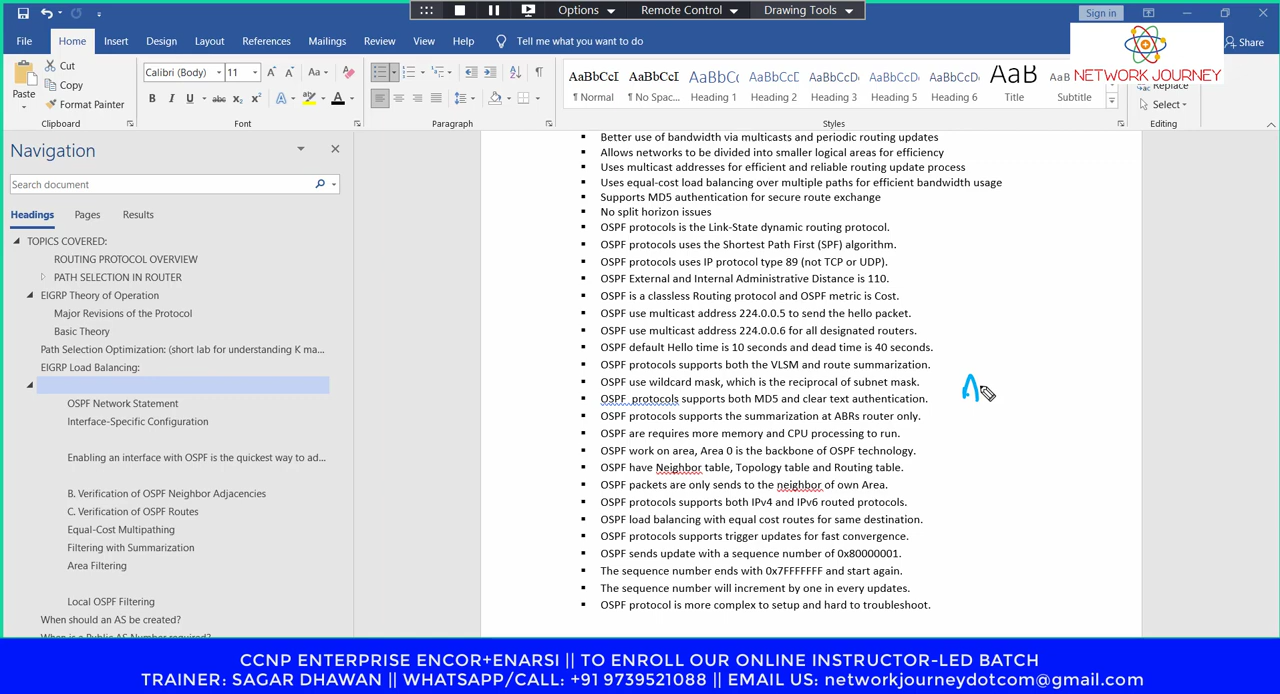 Options
Remote Control
Drawing Tools
Sign in
File
Home
Insert
Design
Layout
References
Mailings
Review
View
Help
Tell me what you want to do
Share
NETWORK JOURNEY
Paste
Cut
Copy
Format Painter
Calibri (Body)
11
Aa
B I U abc x₂ x²
A
AaBbCcI
AaBbCcI
AaBbCc
AaBbCcD
AaBbCcDc
AaBbCcD
AaBbCcD
AaB
¶ Normal
¶ No Spac...
Heading 1
Heading 2
Heading 3
Heading 5
Heading 6
Title
Subtitle
Replace
Select
Clipboard
Font
Paragraph
Styles
Editing
Navigation
Search document
Headings
Pages
Results
TOPICS COVERED:
ROUTING PROTOCOL OVERVIEW
PATH SELECTION IN ROUTER
EIGRP Theory of Operation
Major Revisions of the Protocol
Basic Theory
Path Selection Optimization: (short lab for understanding K ma...
EIGRP Load Balancing:
OSPF Network Statement
Interface-Specific Configuration
Enabling an interface with OSPF is the quickest way to ad...
B. Verification of OSPF Neighbor Adjacencies
C. Verification of OSPF Routes
Equal-Cost Multipathing
Filtering with Summarization
Area Filtering
Local OSPF Filtering
When should an AS be created?
When is a Public AS Number required?
Better use of bandwidth via multicasts and periodic routing updates
Allows networks to be divided into smaller logical areas for efficiency
Uses multicast addresses for efficient and reliable routing update process
Uses equal-cost load balancing over multiple paths for efficient bandwidth usage
Supports MD5 authentication for secure route exchange
No split horizon issues
OSPF protocols is the Link-State dynamic routing protocol.
OSPF protocols uses the Shortest Path First (SPF) algorithm.
OSPF protocols uses IP protocol type 89 (not TCP or UDP).
OSPF External and Internal Administrative Distance is 110.
OSPF is a classless Routing protocol and OSPF metric is Cost.
OSPF use multicast address 224.0.0.5 to send the hello packet.
OSPF use multicast address 224.0.0.6 for all designated routers.
OSPF default Hello time is 10 seconds and dead time is 40 seconds.
OSPF protocols supports both the VLSM and route summarization.
OSPF use wildcard mask, which is the reciprocal of subnet mask.
OSPF protocols supports both MD5 and clear text authentication.
OSPF protocols supports the summarization at ABRs router only.
OSPF are requires more memory and CPU processing to run.
OSPF work on area, Area 0 is the backbone of OSPF technology.
OSPF have Neighbor table, Topology table and Routing table.
OSPF packets are only sends to the neighbor of own Area.
OSPF protocols supports both IPv4 and IPv6 routed protocols.
OSPF load balancing with equal cost routes for same destination.
OSPF protocols supports trigger updates for fast convergence.
OSPF sends update with a sequence number of 0x80000001.
The sequence number ends with 0x7FFFFFFF and start again.
The sequence number will increment by one in every updates.
OSPF protocol is more complex to setup and hard to troubleshoot.
CCNP ENTERPRISE ENCOR+ENARSI || TO ENROLL OUR ONLINE INSTRUCTOR-LED BATCH
TRAINER: SAGAR DHAWAN || WHATSAPP/CALL: +91 9739521088 || EMAIL US: networkjourneydotcom@gmail.com